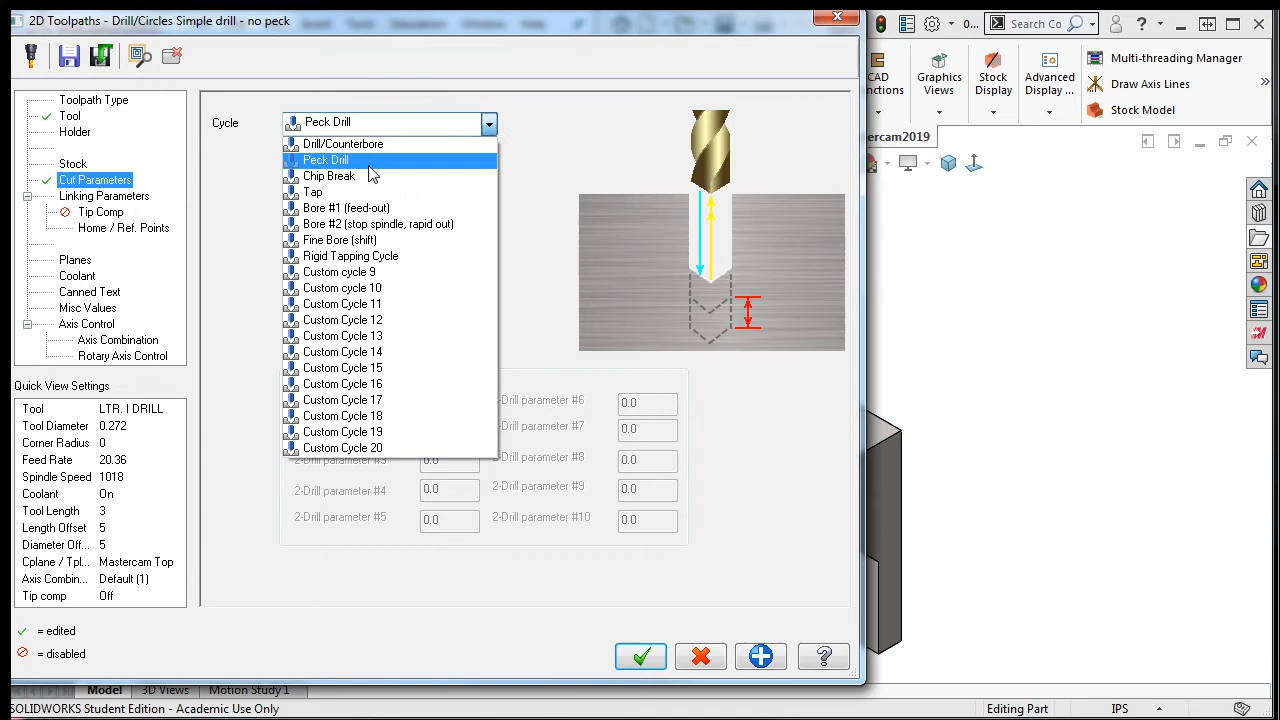 2D Toolpaths - Drill/Circles Simple drill - no peck
0...
Search Co
Toolpath Type
Tool
Holder
Stock
Cut Parameters
Linking Parameters
Tip Comp
Home / Ref. Points
Planes
Coolant
Canned Text
Misc Values
Axis Control
Axis Combination
Rotary Axis Control
Cycle
Peck Drill
Drill/Counterbore
Peck Drill
Chip Break
Tap
Bore #1 (feed-out)
Bore #2 (stop spindle, rapid out)
Fine Bore (shift)
Rigid Tapping Cycle
Custom cycle 9
Custom cycle 10
Custom Cycle 11
Custom Cycle 12
Custom Cycle 13
Custom Cycle 14
Custom Cycle 15
Custom Cycle 16
Custom Cycle 17
Custom Cycle 18
Custom Cycle 19
Custom Cycle 20
2-Drill parameter #4
0.0
2-Drill parameter #5
0.0
2-Drill parameter #6
0.0
2-Drill parameter #7
0.0
2-Drill parameter #8
0.0
2-Drill parameter #9
0.0
2-Drill parameter #10
0.0
Quick View Settings
Tool LTR. I DRILL
Tool Diameter 0.272
Corner Radius 0
Feed Rate 20.36
Spindle Speed 1018
Coolant On
Tool Length 3
Length Offset 5
Diameter Off... 5
Cplane / Tpl... Mastercam Top
Axis Combin... Default (1)
Tip comp Off
= edited
= disabled
CAD
nctions
Graphics
Views
Stock
Display ...
Advanced
Display ...
Multi-threading Manager
Draw Axis Lines
Stock Model
ercam2019
Model
3D Views
Motion Study 1
SOLIDWORKS Student Edition - Academic Use Only
Editing Part
IPS